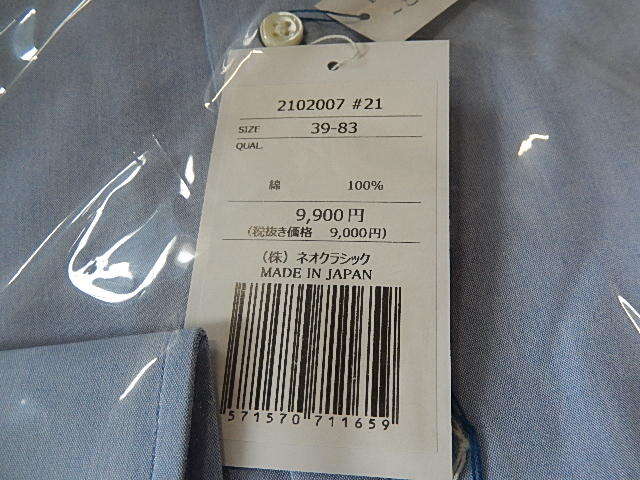 2102007 #21
SIZE 39-83
QUAL.
綿 100%
9,900円
(税抜き価格 9,000円)
(株) ネオクラシック
MADE IN JAPAN
571570 711659